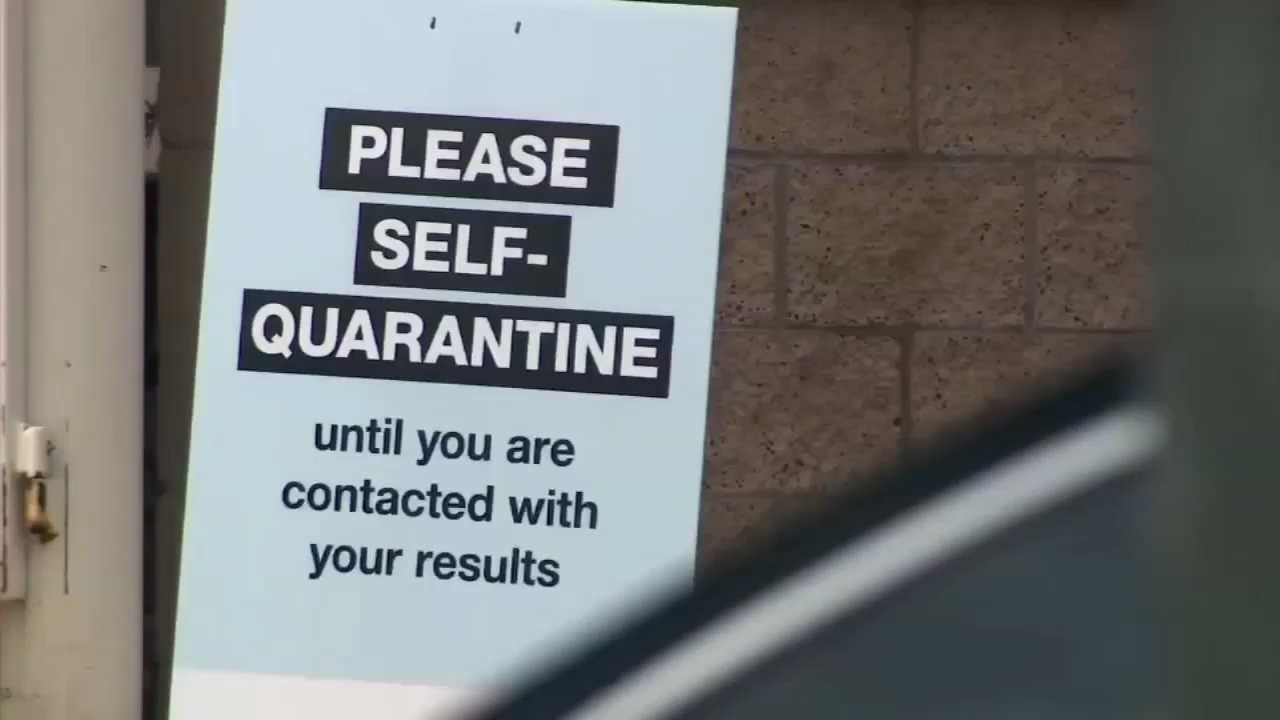 PLEASE
SELF-
QUARANTINE
until you are
contacted with
your results